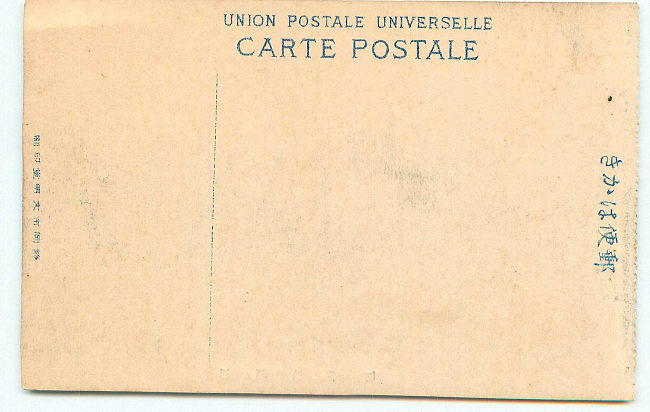 UNION POSTALE UNIVERSELLE
CARTE POSTALE
きかは便郵